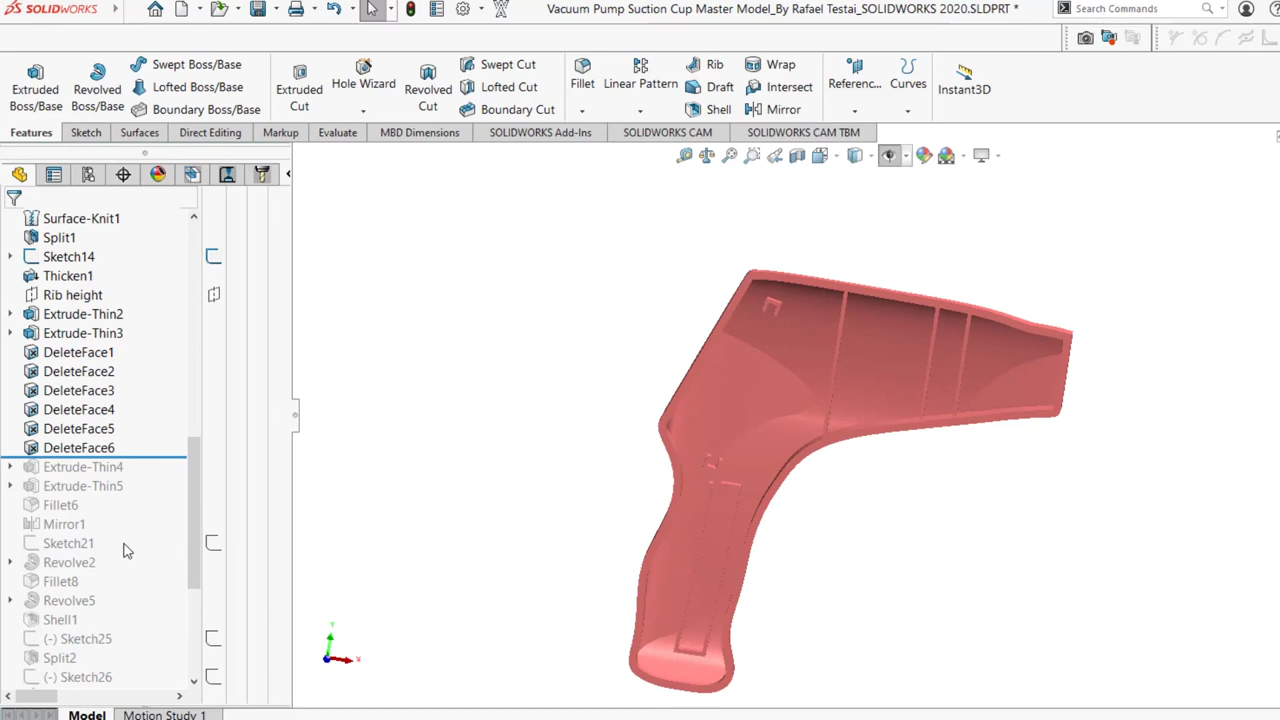 SOLIDWORKS
Vacuum Pump Suction Cup Master Model_By Rafael Testai_SOLIDWORKS 2020.SLDPRT *
Search Commands
Extruded Boss/Base
Revolved Boss/Base
Swept Boss/Base
Lofted Boss/Base
Boundary Boss/Base
Extruded Cut
Hole Wizard
Revolved Cut
Swept Cut
Lofted Cut
Boundary Cut
Fillet
Linear Pattern
Rib
Draft
Shell
Wrap
Intersect
Mirror
Referenc...
Curves
Instant3D
Features
Sketch
Surfaces
Direct Editing
Markup
Evaluate
MBD Dimensions
SOLIDWORKS Add-Ins
SOLIDWORKS CAM
SOLIDWORKS CAM TBM
Surface-Knit1
Split1
Sketch14
Thicken1
Rib height
Extrude-Thin2
Extrude-Thin3
DeleteFace1
DeleteFace2
DeleteFace3
DeleteFace4
DeleteFace5
DeleteFace6
Extrude-Thin4
Extrude-Thin5
Fillet6
Mirror1
Sketch21
Revolve2
Fillet8
Revolve5
Shell1
(-) Sketch25
Split2
(-) Sketch26
Y
X
Model
Motion Study 1